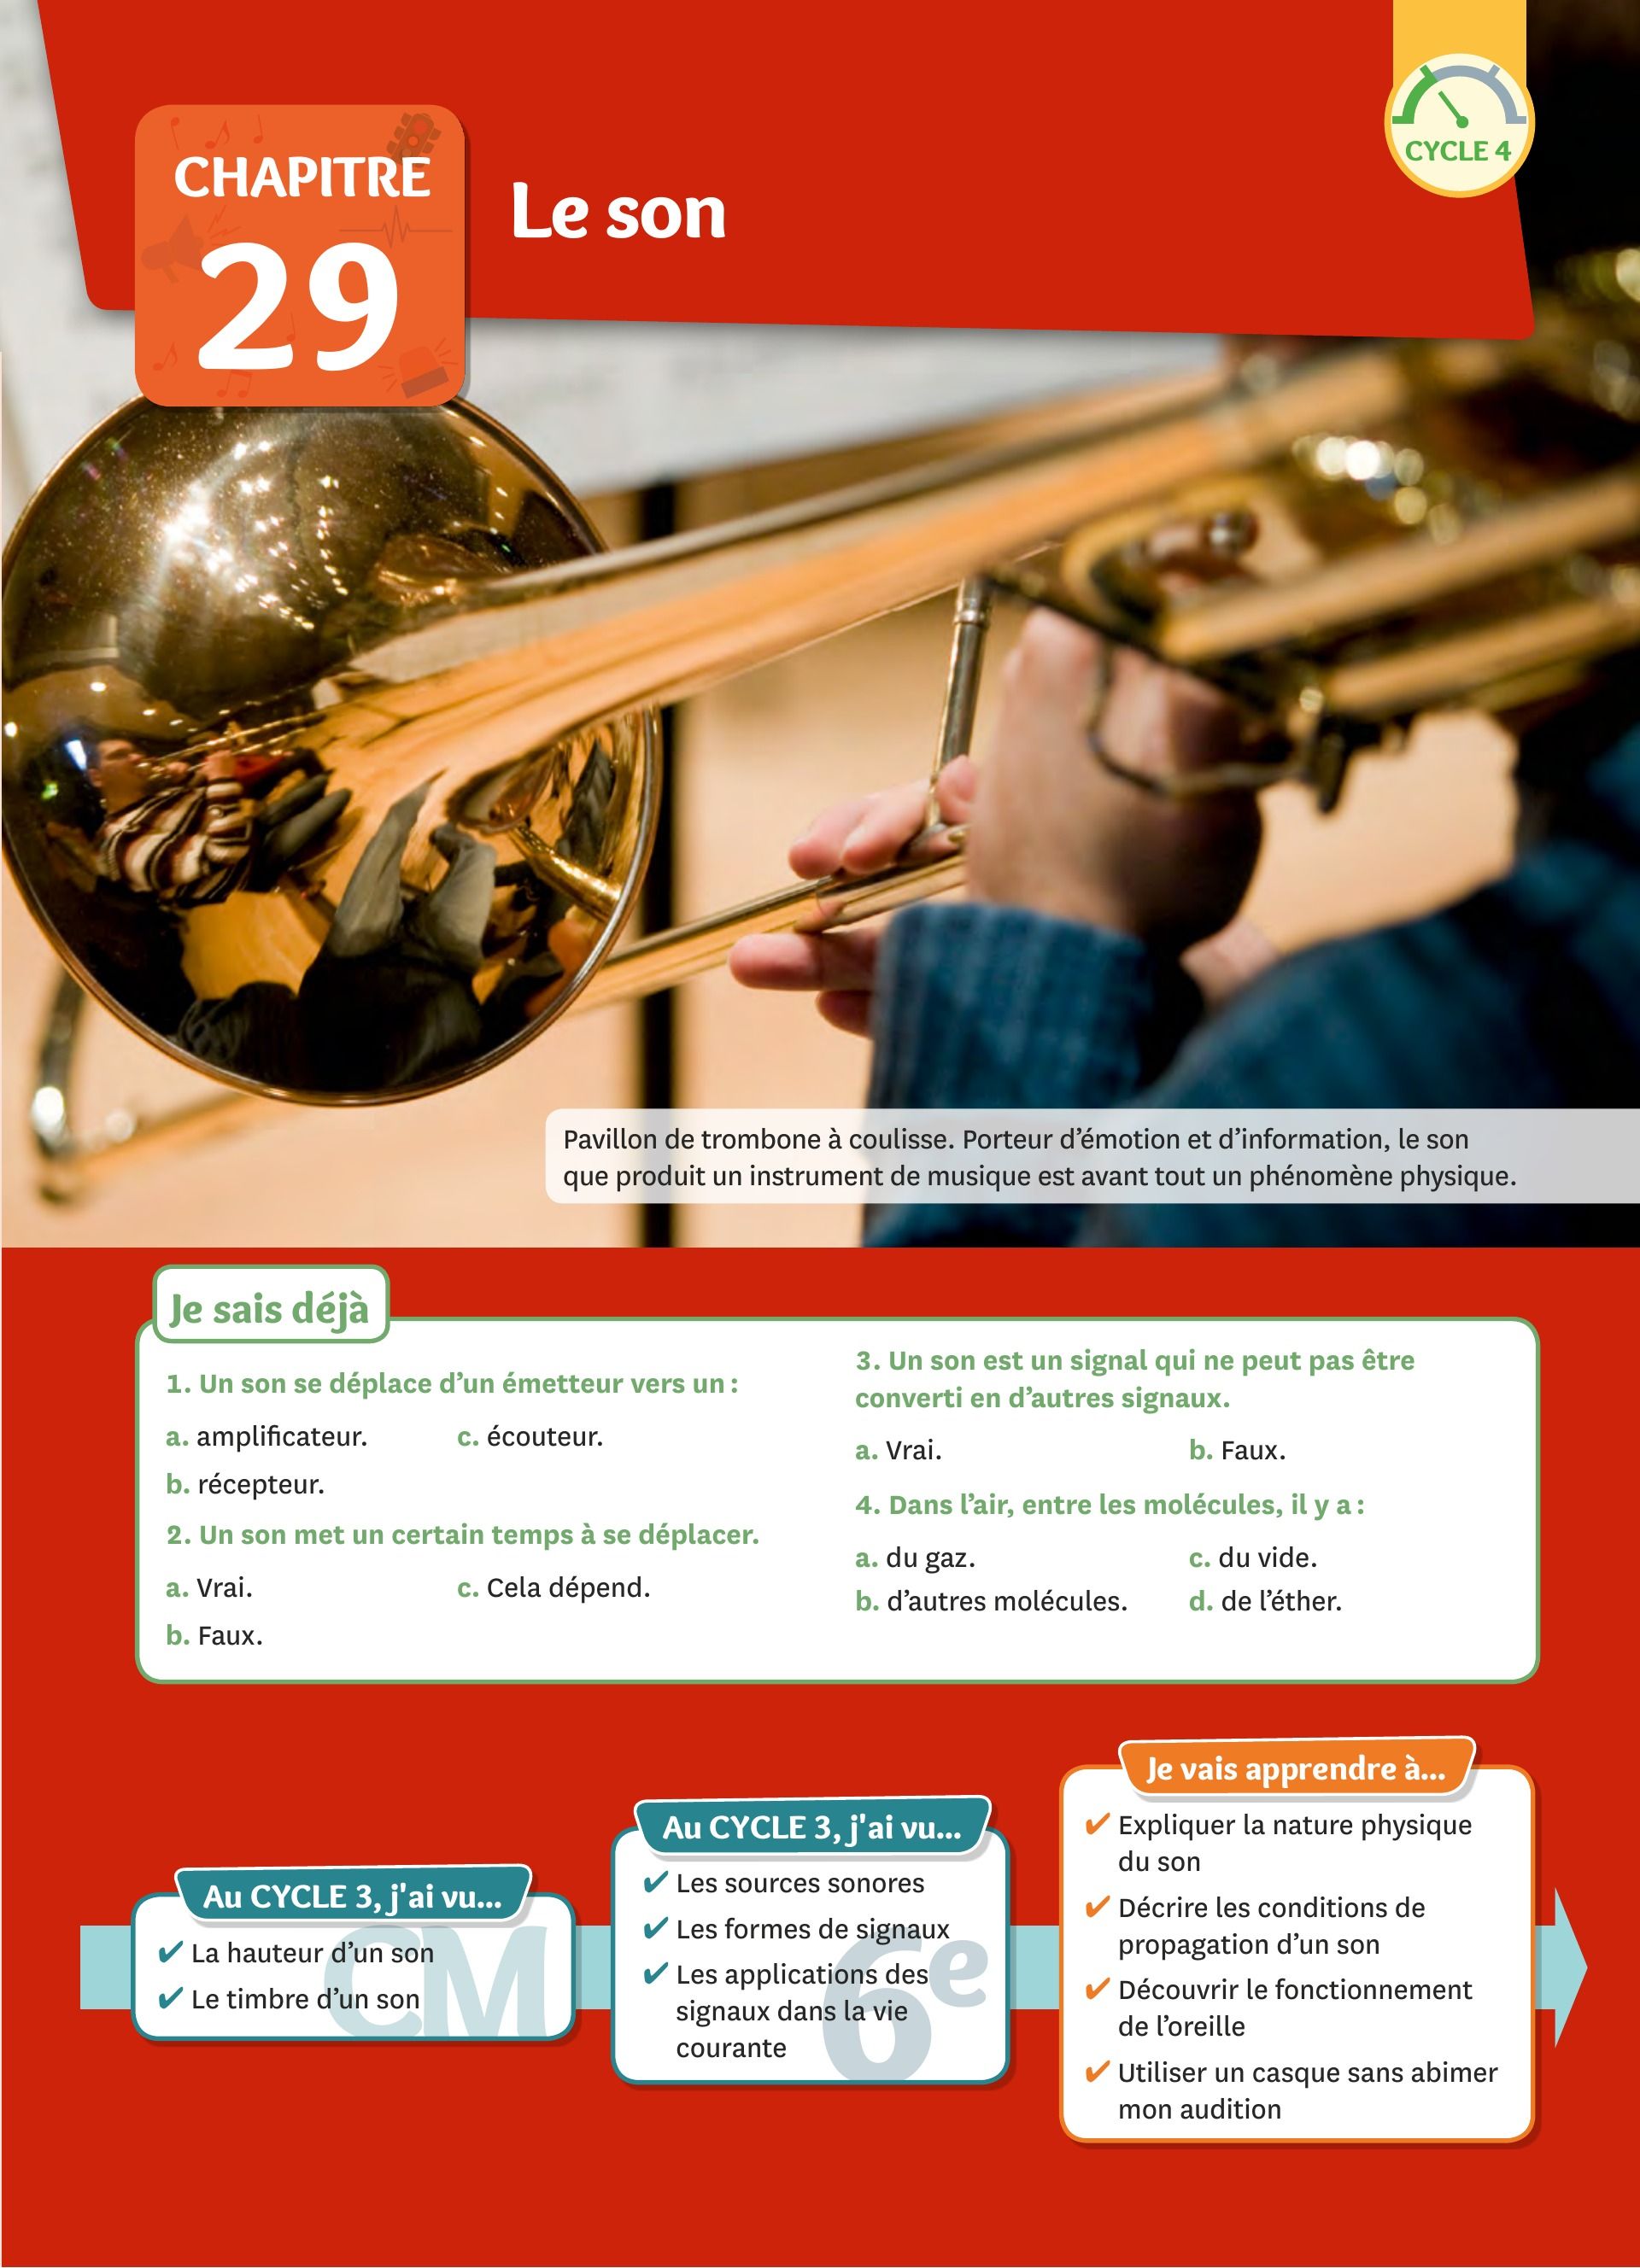 CYCLE 4
CHAPITRE
29
Le son
Pavillon de trombone à coulisse. Porteur d'émotion et d'information, le son
que produit un instrument de musique est avant tout un phénomène physique.
Je sais déjà
1. Un son se déplace d'un émetteur vers un :
a. amplificateur.
c. écouteur.
b. récepteur.
2. Un son met un certain temps à se déplacer.
a. Vrai.
c. Cela dépend.
b. Faux.
3. Un son est un signal qui ne peut pas être
converti en d'autres signaux.
a. Vrai.
b. Faux.
4. Dans l'air, entre les molécules, il y a :
a. du gaz.
c. du vide.
b. d'autres molécules.
d. de l'éther.
Au CYCLE 3, j'ai vu...
CM
✔ La hauteur d'un son
✔ Le timbre d'un son
Au CYCLE 3, j'ai vu...
6e
✔ Les sources sonores
✔ Les formes de signaux
✔ Les applications des
signaux dans la vie
courante
Je vais apprendre à...
✔ Expliquer la nature physique
du son
✔ Décrire les conditions de
propagation d'un son
✔ Découvrir le fonctionnement
de l'oreille
✔ Utiliser un casque sans abimer
mon audition